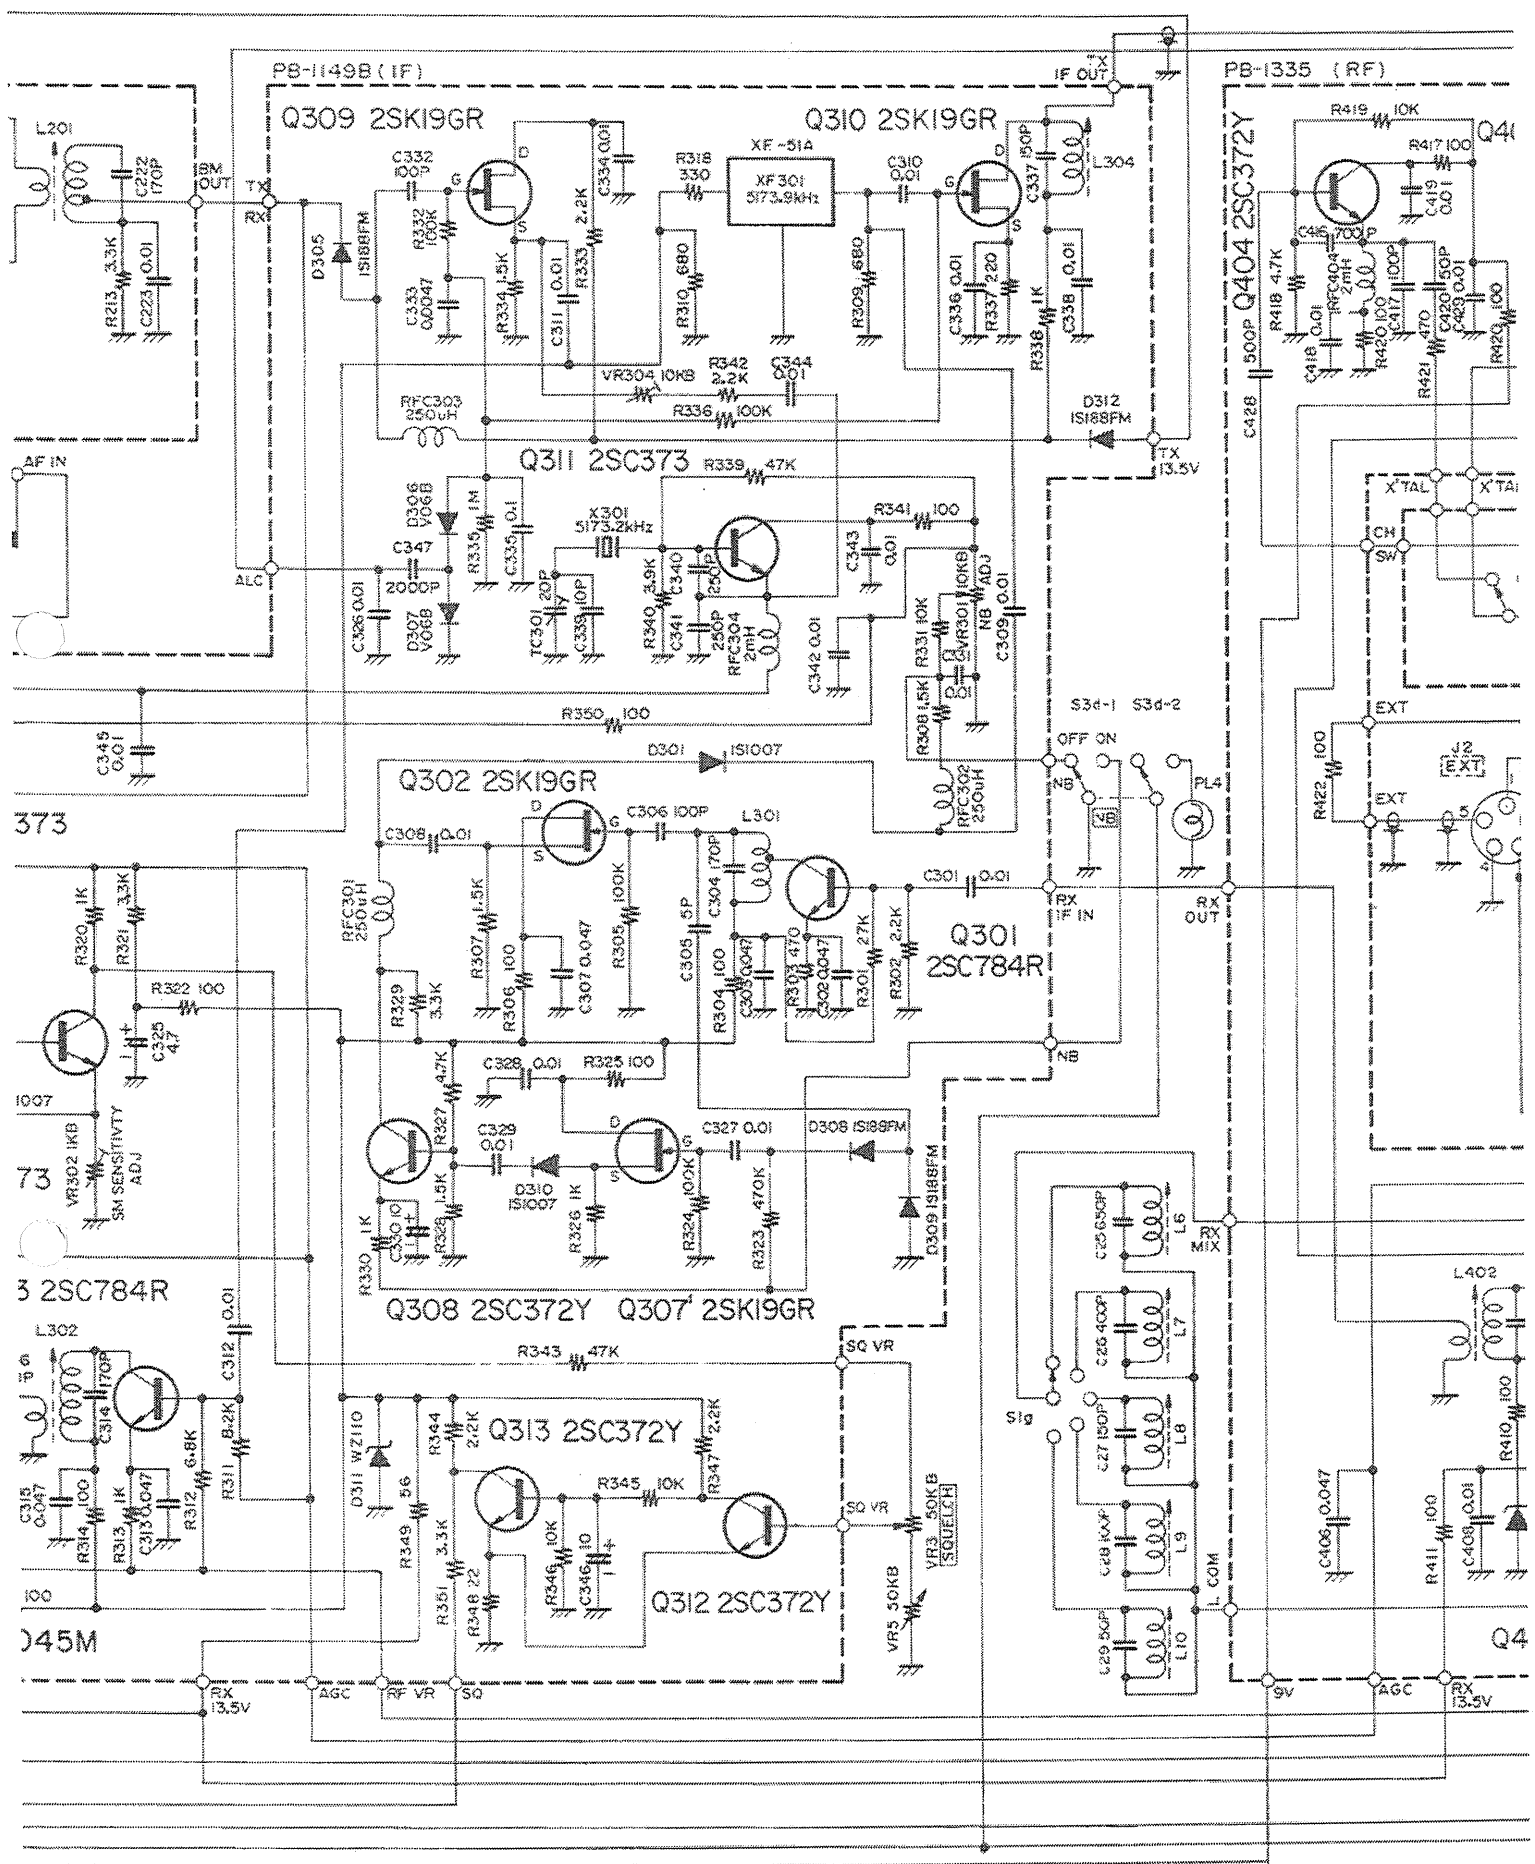 PB-1149B (IF)
TX
IF OUT
PB-1335 (RF)
L201
C222
170P
BM
OUT
TX
RX
R213 3.3K
C223 0.01
D305
1S188FM
Q309 2SK19GR
C332
100P
G
D
S
R332
100K
C333
0.0047
R334 1.5K
C311 0.01
R333 2.2K
C334 0.01
R318
330
R310 680
XF-51A
XF301
5173.9kHz
Q310 2SK19GR
C310
0.01
R309 680
G
D
S
C336 0.01
R337 220
C337 150P
L304
R338 1K
C338 0.01
VR304 10KB
R342
2.2K
C344
0.01
R336 100K
RFC303
250uH
D312
1S188FM
TX
13.5V
Q404 2SC372Y
R419 10K
R417 100
C419
0.01
C416 700P
R418 4.7K
C418 0.01
RFC404
2mH
R420 100
C417 100P
R421 470
C420 50P
C429 0.01
R420 100
C428 500P
AF IN
Q311 2SC373
R339 47K
D306
V06B
C347
2000P
D307
V06B
ALC
C326 0.01
R335 1M
C335 0.1
X301
5173.2kHz
TC301 20P
C339 10P
R340 3.9K
C340
250P
C341
250P
RFC304
2mH
R341 100
C343
0.01
C342 0.01
R331 10K
VR301 10KB
NB ADJ
0.01
C309 0.01
R308 1.5K
RFC302
250uH
X'TAL
CH
SW
R350 100
C345
0.01
D301 1S1007
S3d-1 S3d-2
OFF ON
NB
NB
PL4
EXT
R422 100
J2
EXT
EXT
5
4
373
Q302 2SK19GR
D
G
S
C308 0.01
C306 100P
L301
C304 170P
RFC301
250uH
R307 1.5K
R306 100
C307 0.047
R305 100K
C305 5P
R304 100
C303 0.047
R303 470
C302 0.047
R301 27K
R302 2.2K
C301 0.01
Q301
2SC784R
RX
IF IN
RX
OUT
R320 1K
R321 3.3K
R322 100
C325
4.7
R329
3.3K
NB
1007
VR302 1KB
SM SENSITIVTY
ADJ
73
R327 4.7K
C328 0.01
R325 100
C329
0.01
D310
1S1007
D
G
S
C327 0.01
D308 1S188FM
D309 1S188FM
R330 1K
C330 10
R328 1.5K
R326 1K
R324 100K
R323 470K
Q308 2SC372Y
Q307 2SK19GR
3 2SC784R
C312 0.01
L302
C314 170P
C315
0.047
R314 100
R313 1K
C313 0.047
R312 6.8K
R311 8.2K
100
045M
R343 47K
SQ VR
D311 WZ110
R349 56
R344
2.2K
Q313 2SC372Y
R345 10K
R347 2.2K
R351 3.3K
R348 22
R346 10K
C346 10
Q312 2SC372Y
SQ VR
VR3 50KB
SQUELCH
VR5 50KB
Sig
C25 650P
L6
C26 400P
L7
C27 150P
L8
C28 100P
L9
C29 50P
L10
RX
MIX
L COM
L402
R410 100
C406 0.047
R411 100
C408 0.01
Q4
RX
13.5V
AGC
RF VR
SQ
9V
AGC
RX
13.5V